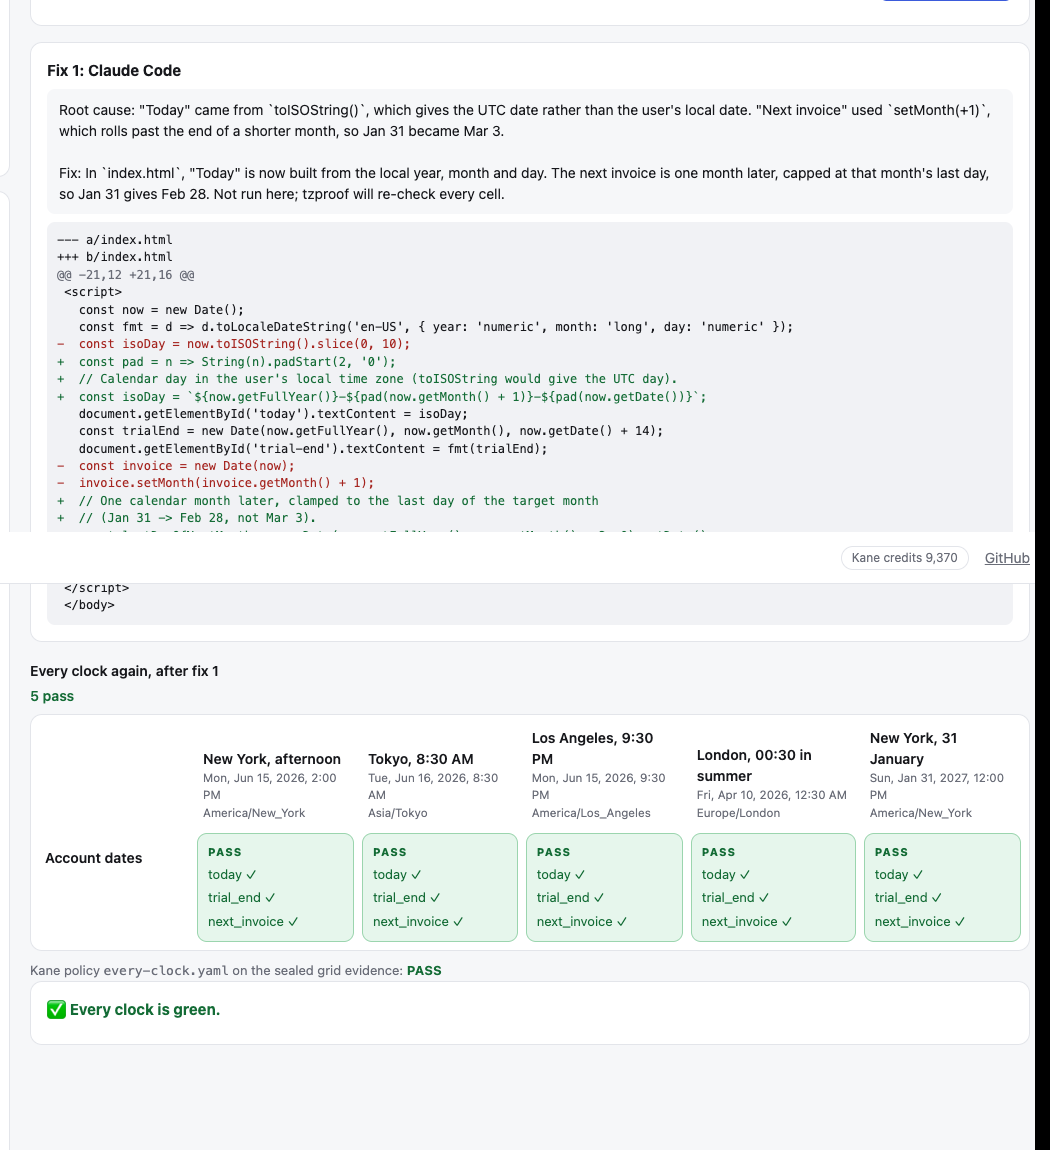 Fix 1: Claude Code
Root cause: "Today" came from `toISOString()`, which gives the UTC date rather than the user's local date. "Next invoice" used `setMonth(+1)`,
which rolls past the end of a shorter month, so Jan 31 became Mar 3.
Fix: In `index.html`, "Today" is now built from the local year, month and day. The next invoice is one month later, capped at that month's last day,
so Jan 31 gives Feb 28. Not run here; tzproof will re-check every cell.
--- a/index.html
+++ b/index.html
@@ -21,12 +21,16 @@
<script>
const now = new Date();
const fmt = d => d.toLocaleDateString('en-US', { year: 'numeric', month: 'long', day: 'numeric' });
- const isoDay = now.toISOString().slice(0, 10);
+ const pad = n => String(n).padStart(2, '0');
+ // Calendar day in the user's local time zone (toISOString would give the UTC day).
+ const isoDay = `${now.getFullYear()}-${pad(now.getMonth() + 1)}-${pad(now.getDate())}`;
document.getElementById('today').textContent = isoDay;
const trialEnd = new Date(now.getFullYear(), now.getMonth(), now.getDate() + 14);
document.getElementById('trial-end').textContent = fmt(trialEnd);
- const invoice = new Date(now);
- invoice.setMonth(invoice.getMonth() + 1);
+ // One calendar month later, clamped to the last day of the target month
+ // (Jan 31 -> Feb 28, not Mar 3).
Kane credits 9,370
GitHub
</script>
</body>
Every clock again, after fix 1
5 pass
New York, afternoon
Mon, Jun 15, 2026, 2:00
PM
America/New_York
Tokyo, 8:30 AM
Tue, Jun 16, 2026, 8:30
AM
Asia/Tokyo
Los Angeles, 9:30
PM
Mon, Jun 15, 2026, 9:30
PM
America/Los_Angeles
London, 00:30 in
summer
Fri, Apr 10, 2026, 12:30 AM
Europe/London
New York, 31
January
Sun, Jan 31, 2027, 12:00
PM
America/New_York
Account dates
PASS
today ✓
trial_end ✓
next_invoice ✓
PASS
today ✓
trial_end ✓
next_invoice ✓
PASS
today ✓
trial_end ✓
next_invoice ✓
PASS
today ✓
trial_end ✓
next_invoice ✓
PASS
today ✓
trial_end ✓
next_invoice ✓
Kane policy every-clock.yaml on the sealed grid evidence: PASS
✅ Every clock is green.